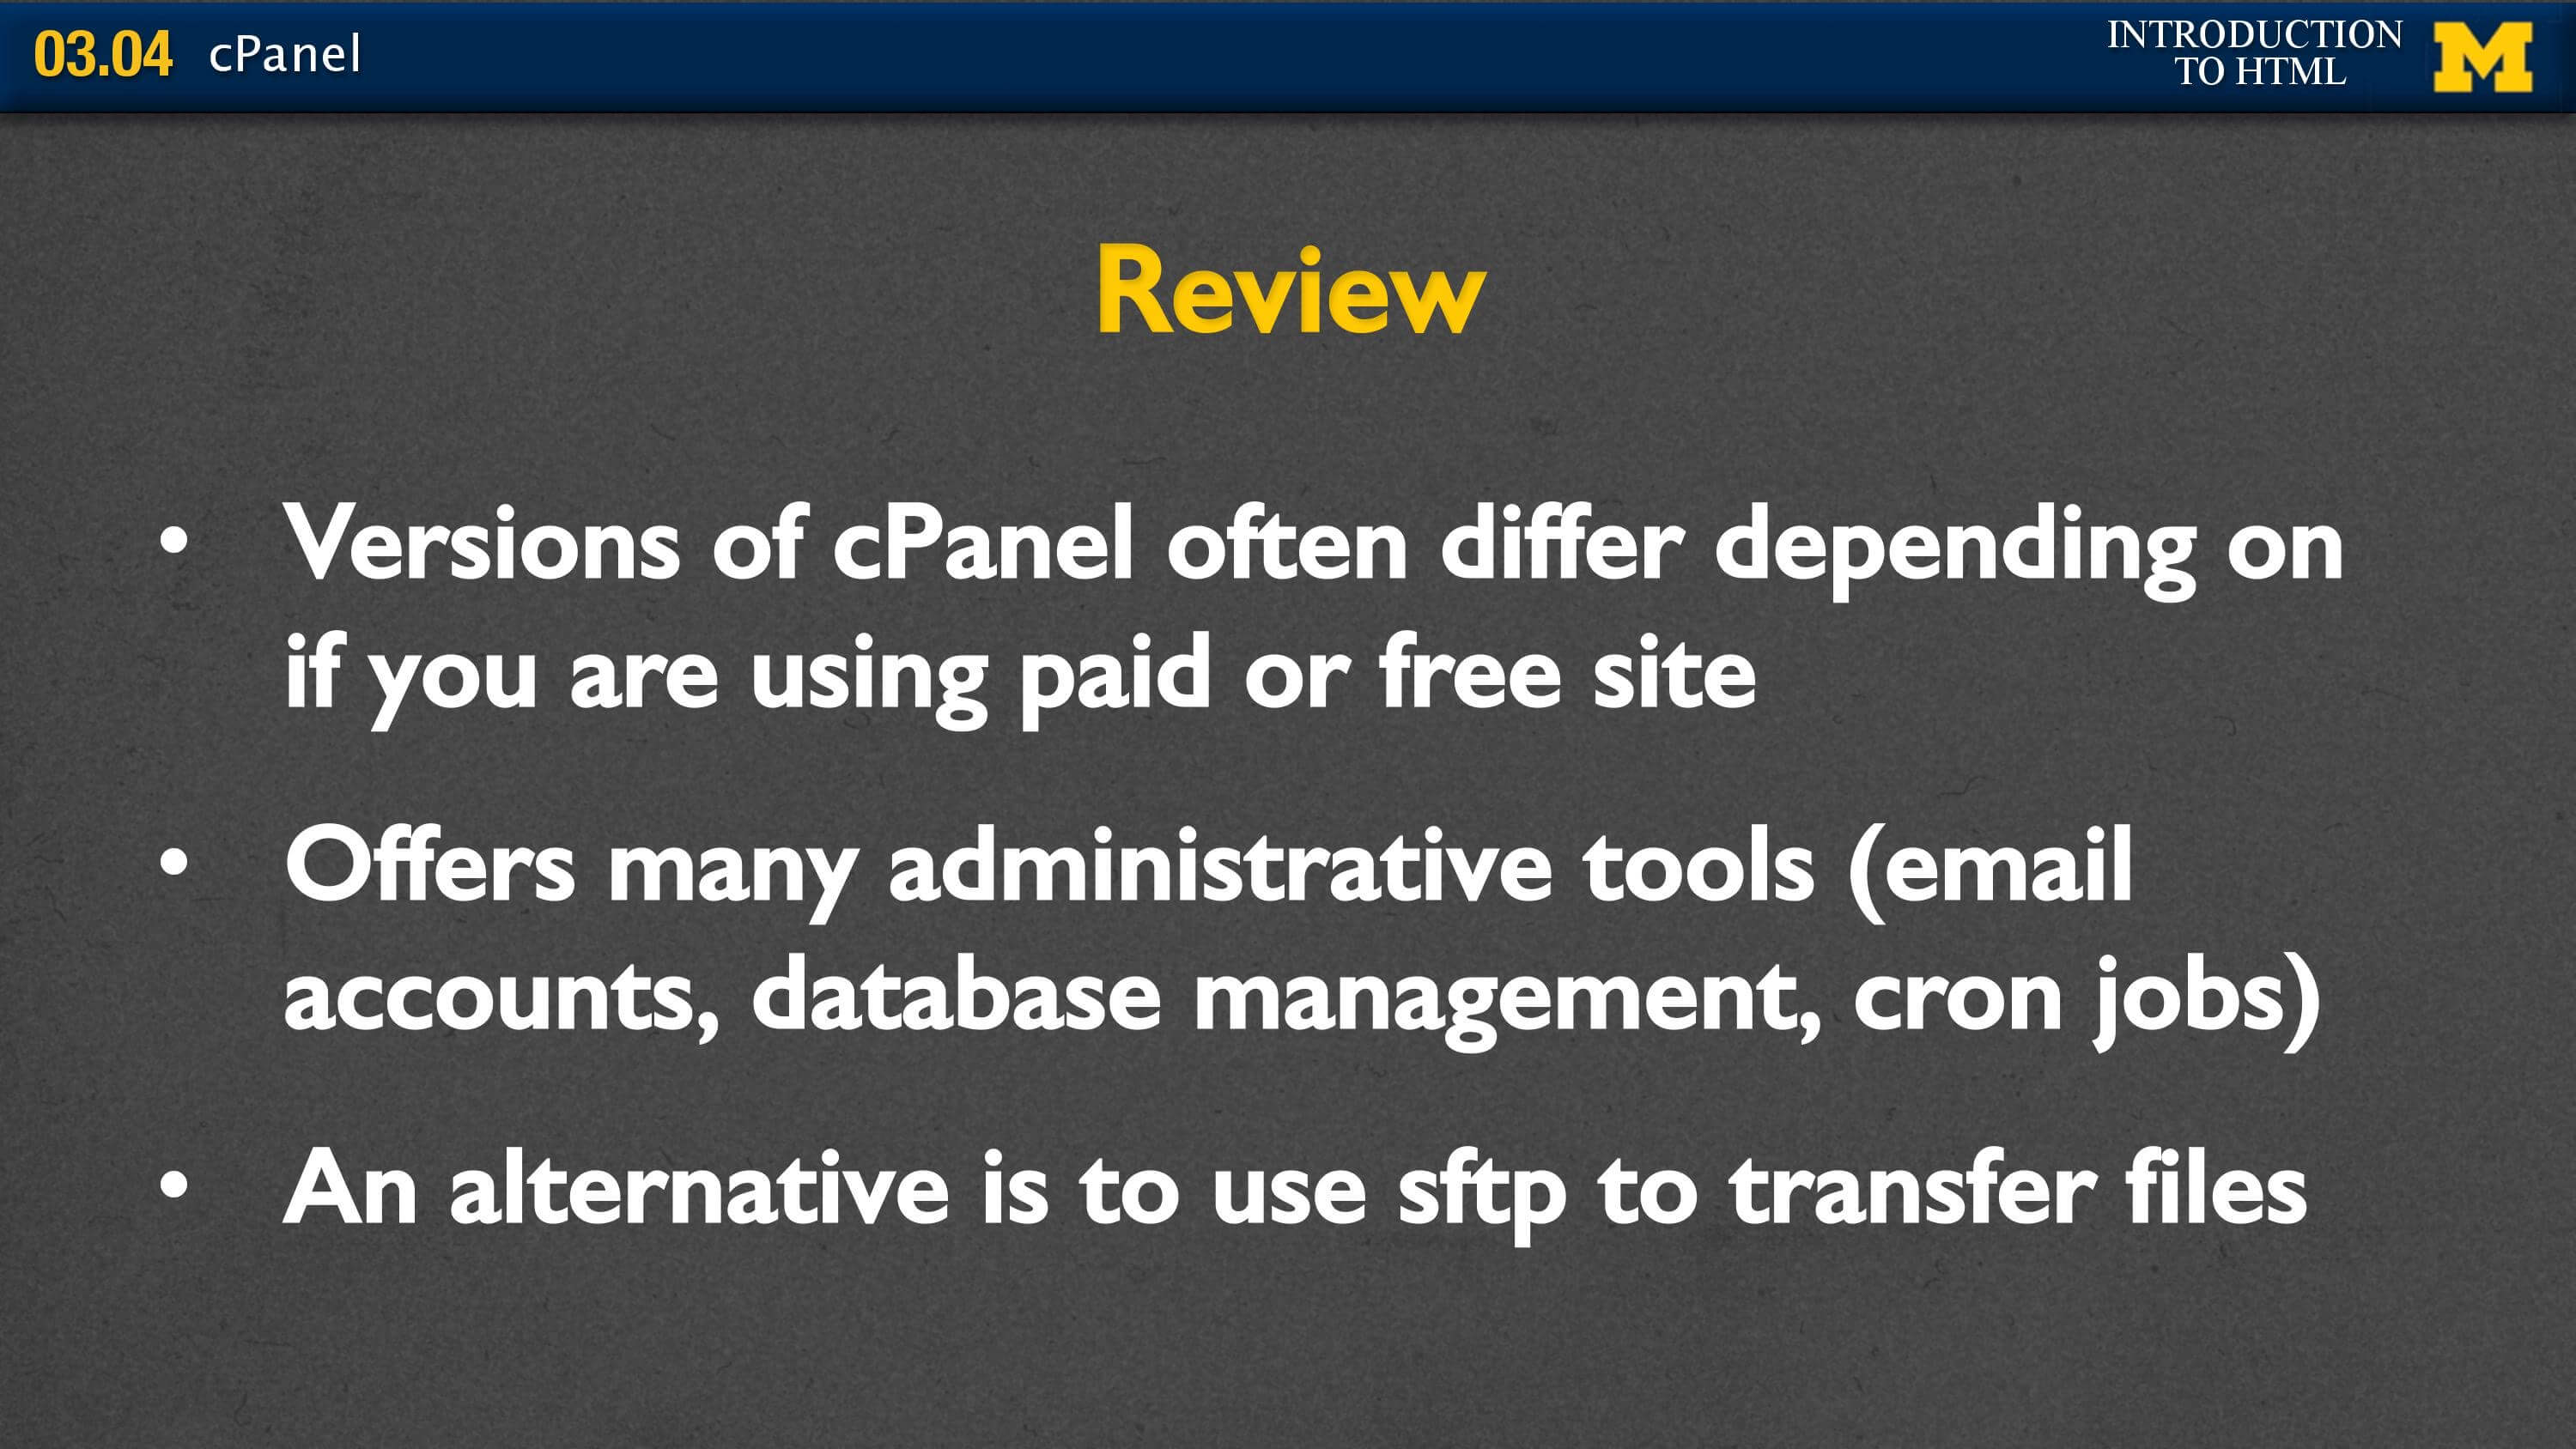 03.04 cPanel
INTRODUCTION
TO HTML
M
Review
• Versions of cPanel often differ depending on
if you are using paid or free site
• Offers many administrative tools (email
accounts, database management, cron jobs)
• An alternative is to use sftp to transfer files